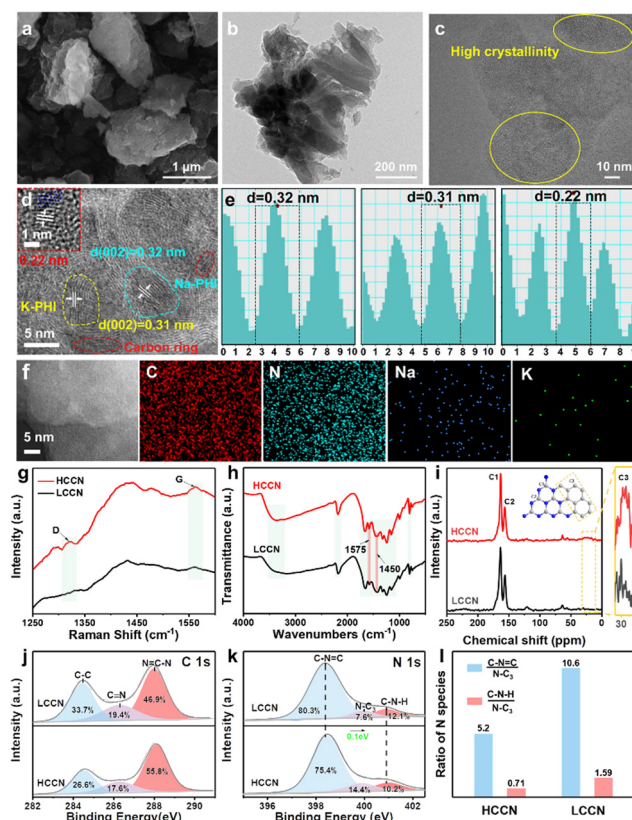 a
1 μm
b
200 nm
c
High crystallinity
10 nm
d
1 nm
0.22 nm
d(002)=0.32 nm
Na-PHI
K-PHI
d(002)=0.31 nm
5 nm
Carbon ring
e
d=0.32 nm
0 1 2 3 4 5 6 7 8 9 10
d=0.31 nm
0 1 2 3 4 5 6 7 8 9 10
d=0.22 nm
0 1 2 3 4 5 6 7 8 9
f
5 nm
C
N
Na
K
g
HCCN
LCCN
D
G
Intensity (a.u.)
1250 1350 1450 1550 1650
Raman Shift (cm-1)
h
HCCN
LCCN
1575
1450
Transmittance (a.u.)
4000 3200 2400 1600 800
Wavenumbers (cm-1)
i
C1
C2
C3
HCCN
LCCN
Intensity (a.u.)
250 200 150 100 50 0
30
Chemical shift (ppm)
j
C 1s
LCCN
C-C
C=N
N=C-N
33.7%
19.4%
46.9%
HCCN
26.6%
17.6%
55.8%
Intensity (a.u.)
282 284 286 288 290
Binding Energy(eV)
k
N 1s
LCCN
C-N=C
N-C3
C-N-H
80.3%
7.6%
12.1%
0.1eV
HCCN
75.4%
14.4%
10.2%
Intensity (a.u.)
396 398 400 402
Binding Energy(eV)
l
C-N=C
N-C3
C-N-H
N-C3
10.6
5.2
0.71
1.59
Ratio of N species
HCCN LCCN